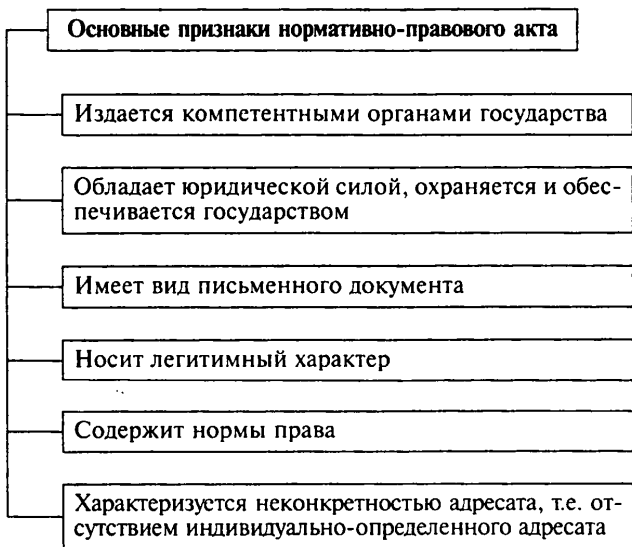 Основные признаки нормативно-правового акта
Издается компетентными органами государства
Обладает юридической силой, охраняется и обес-
печивается государством
Имеет вид письменного документа
Носит легитимный характер
Содержит нормы права
Характеризуется неконкретностью адресата, т.е. от-
сутствием индивидуально-определенного адресата